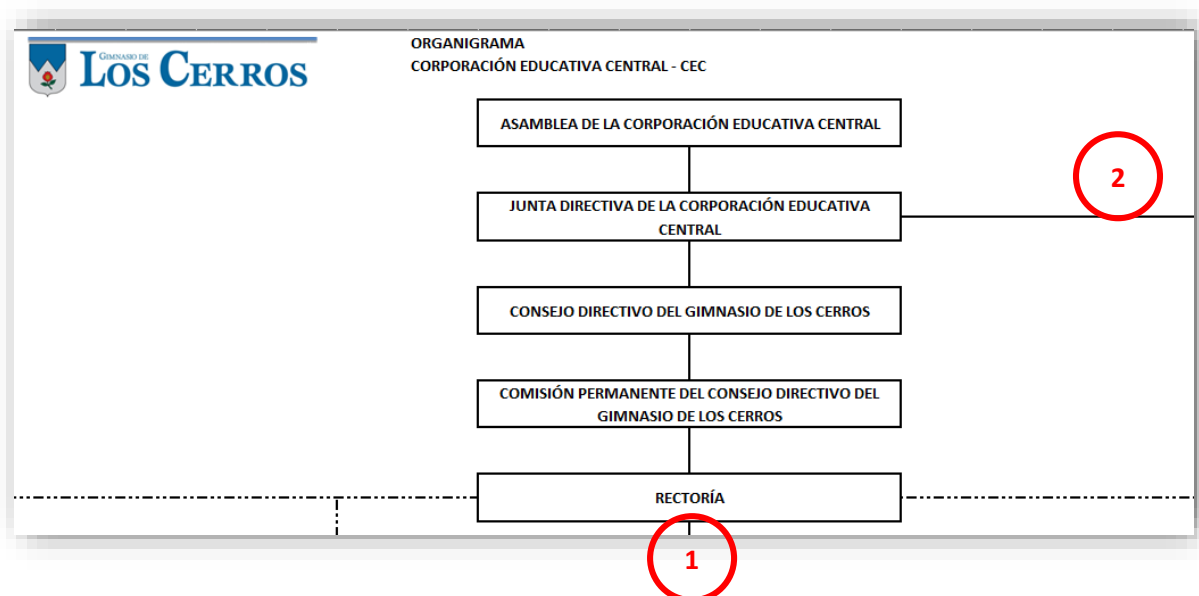 GIMNASIO DE
LOS CERROS
ORGANIGRAMA
CORPORACIÓN EDUCATIVA CENTRAL - CEC
ASAMBLEA DE LA CORPORACIÓN EDUCATIVA CENTRAL
2
JUNTA DIRECTIVA DE LA CORPORACIÓN EDUCATIVA
CENTRAL
CONSEJO DIRECTIVO DEL GIMNASIO DE LOS CERROS
COMISIÓN PERMANENTE DEL CONSEJO DIRECTIVO DEL
GIMNASIO DE LOS CERROS
RECTORÍA
1